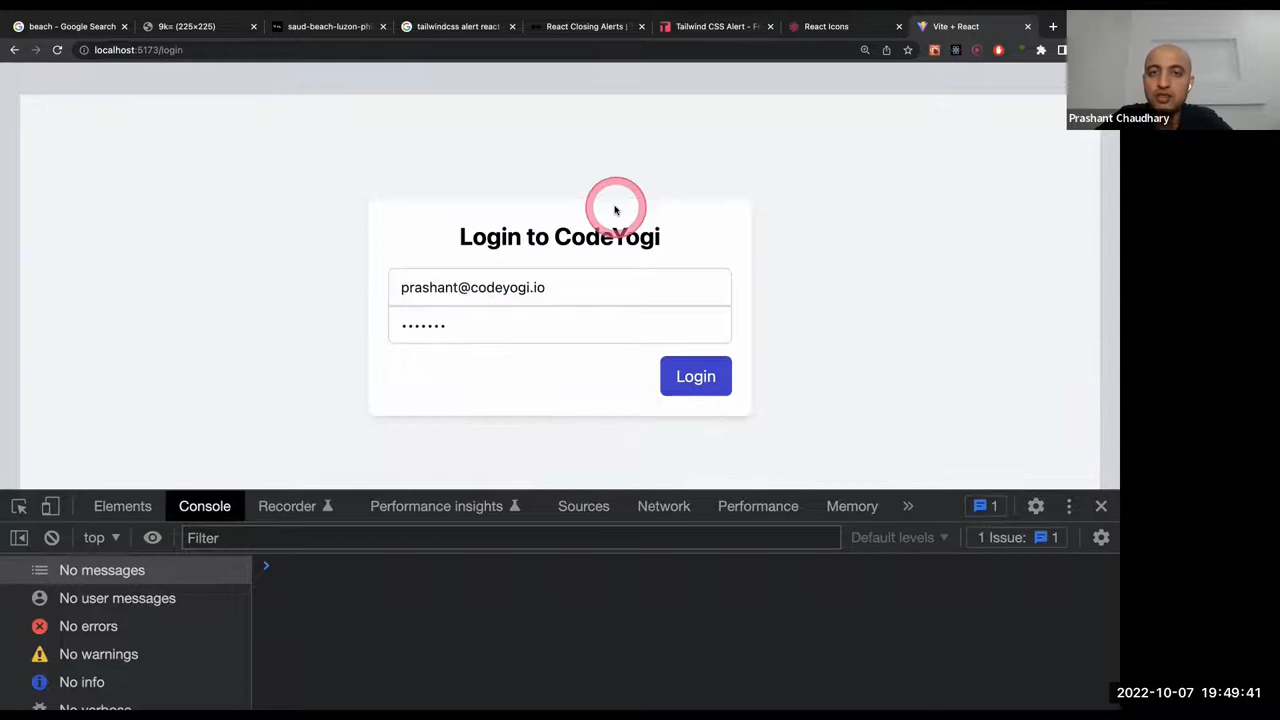 beach - Google Search
9k= (225×225)
saud-beach-luzon-phi
tailwindcss alert react
React Closing Alerts |
Tailwind CSS Alert - Fr
React Icons
Vite + React
localhost:5173/login
Prashant Chaudhary
Login to CodeYogi
prashant@codeyogi.io
•••••••
Login
Elements Console Recorder Performance insights Sources Network Performance Memory » 1
top Filter Default levels 1 Issue: 1
No messages
No user messages
No errors
No warnings
No info
No verbose
2022-10-07 19:49:41